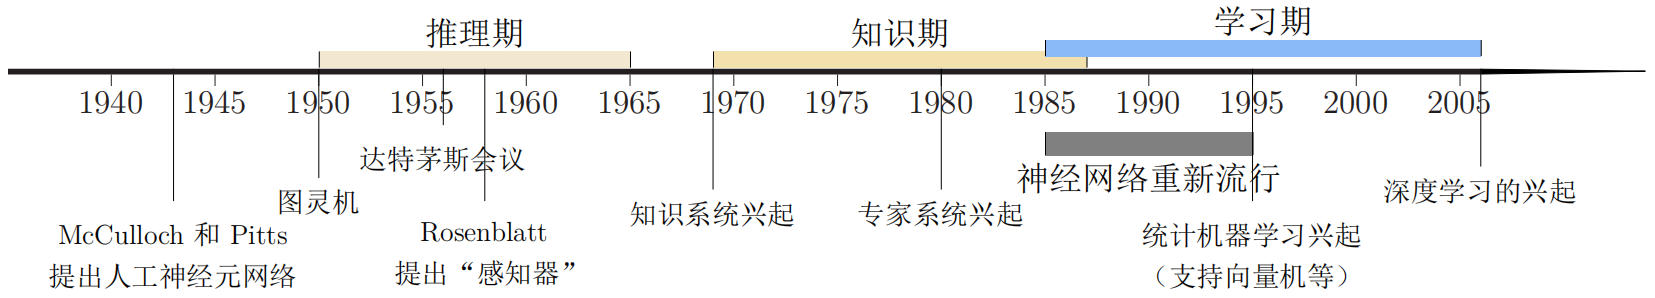 推理期
知识期
学习期
1940 1945 1950 1955 1960 1965 1970 1975 1980 1985 1990 1995 2000 2005
达特茅斯会议
图灵机
McCulloch 和 Pitts
提出人工神经元网络
Rosenblatt
提出“感知器”
知识系统兴起
专家系统兴起
神经网络重新流行
统计机器学习兴起
（支持向量机等）
深度学习的兴起